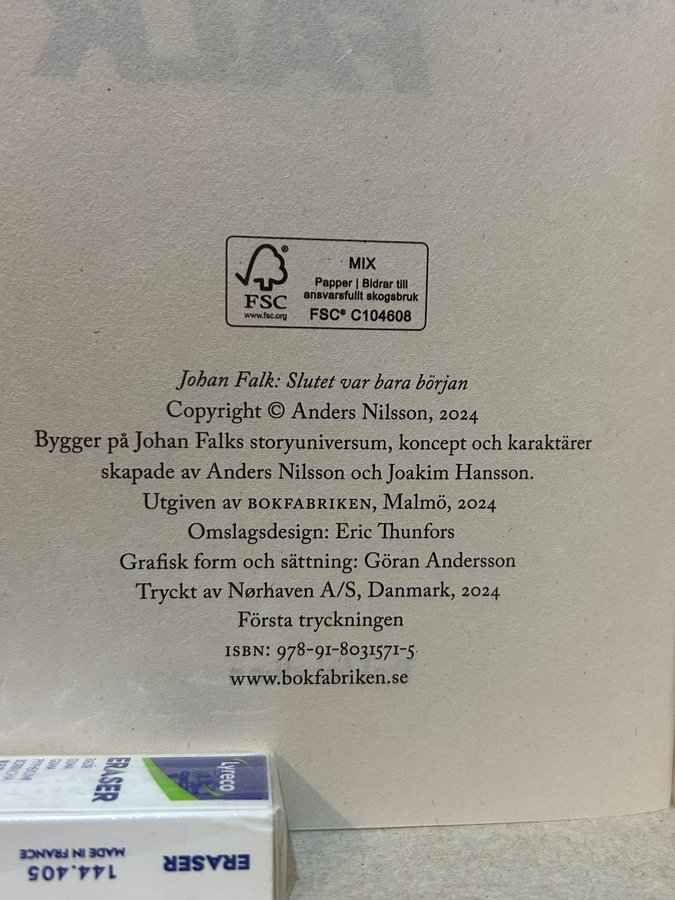 FSC®
www.fsc.org
MIX
Papper | Bidrar till
ansvarsfullt skogsbruk
FSC® C104608
Johan Falk: Slutet var bara början
Copyright © Anders Nilsson, 2024
Bygger på Johan Falks storyuniversum, koncept och karaktärer
skapade av Anders Nilsson och Joakim Hansson.
Utgiven av BOKFABRIKEN, Malmö, 2024
Omslagsdesign: Eric Thunfors
Grafisk form och sättning: Göran Andersson
Tryckt av Nørhaven A/S, Danmark, 2024
Första tryckningen
ISBN: 978-91-8031571-5
www.bokfabriken.se
Lyreco
ERASER
ERASER
144.405
MADE IN FRANCE